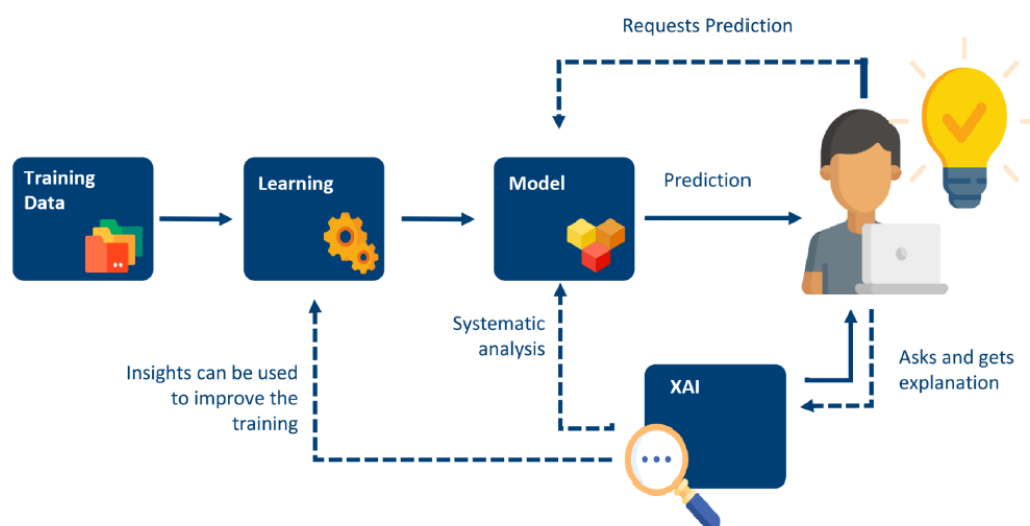 Requests Prediction
Training
Data
Learning
Model
Prediction
Systematic
analysis
Insights can be used
to improve the
training
XAI
Asks and gets
explanation